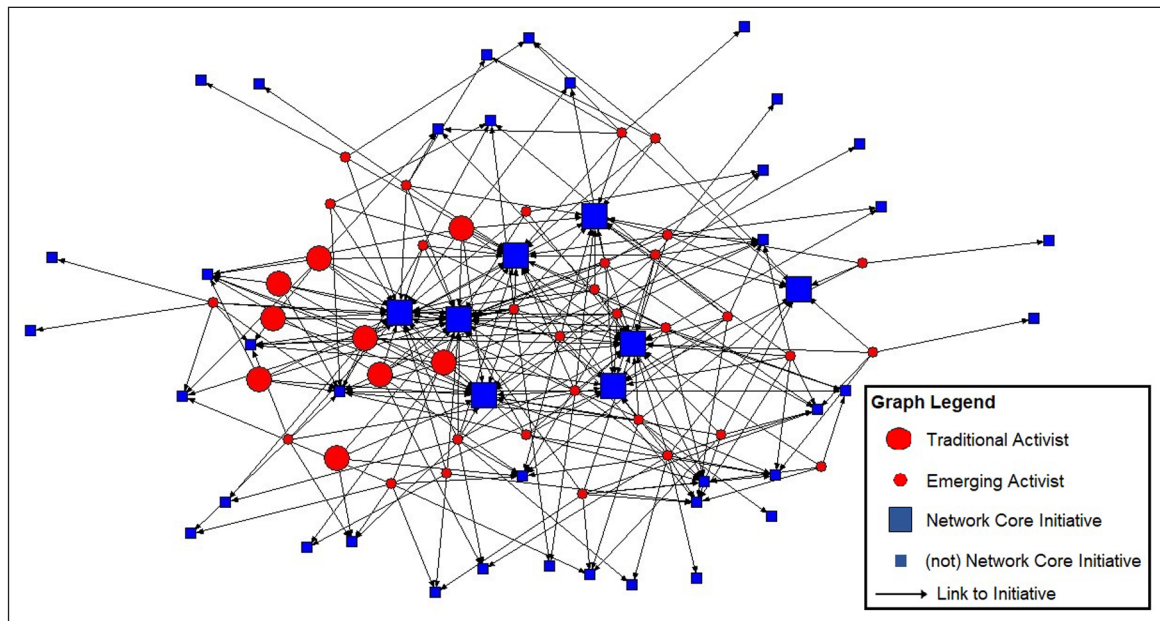 Graph Legend
Traditional Activist
Emerging Activist
Network Core Initiative
(not) Network Core Initiative
Link to Initiative